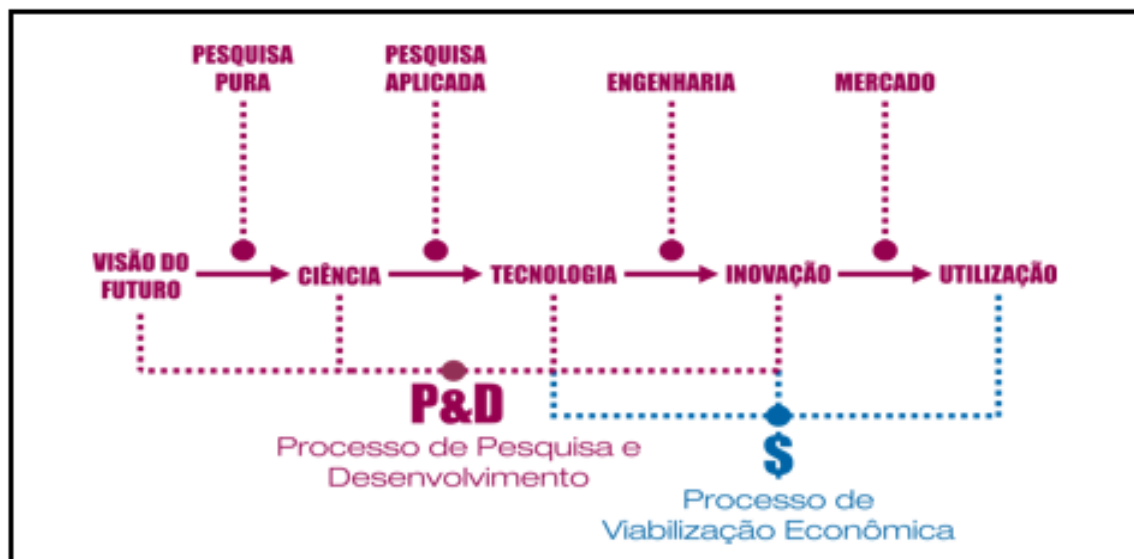 PESQUISA
PURA
PESQUISA
APLICADA
ENGENHARIA
MERCADO
VISÃO DO
FUTURO
CIÊNCIA
TECNOLOGIA
INOVAÇÃO
UTILIZAÇÃO
P&D
Processo de Pesquisa e
Desenvolvimento
$
Processo de
Viabilização Econômica